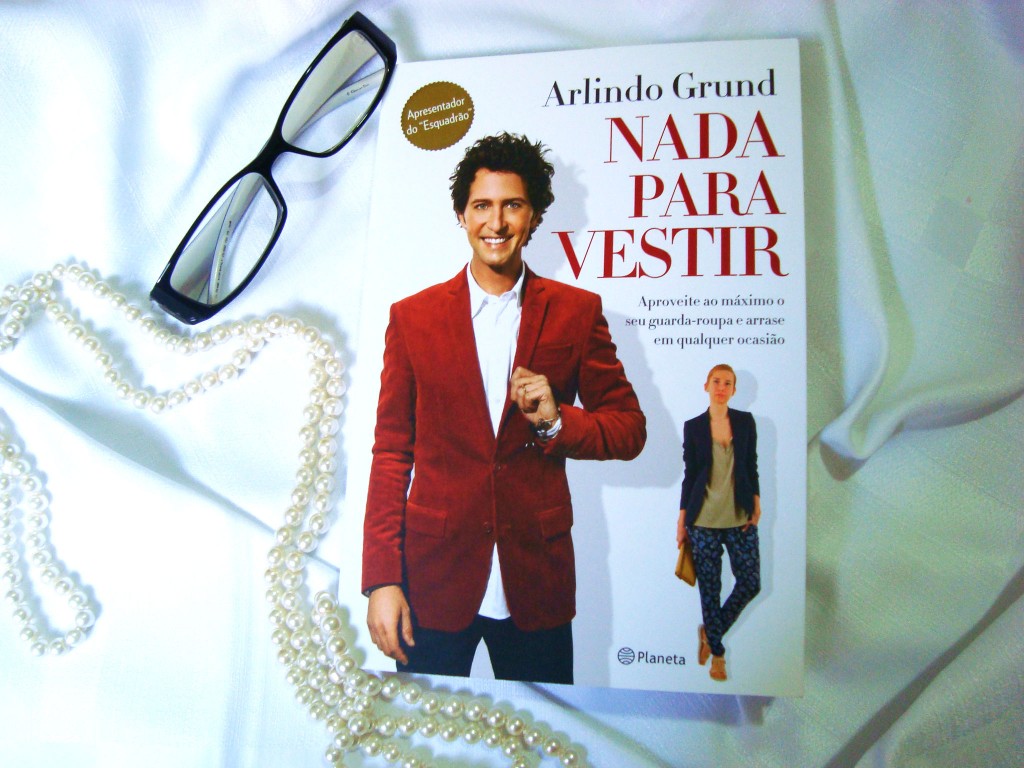 Apresentador
do "Esquadrão"
Arlindo Grund
NADA
PARA
VESTIR
Aproveite ao máximo o
seu guarda-roupa e arrase
em qualquer ocasião
Planeta